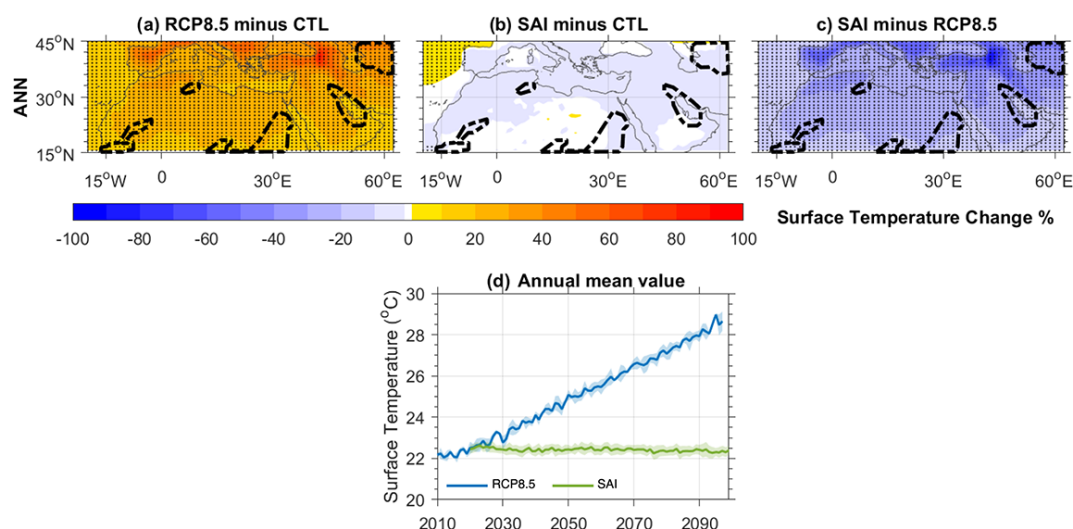 (a) RCP8.5 minus CTL
(b) SAI minus CTL
c) SAI minus RCP8.5
ANN
45°N
30°N
15°N
15°W 0 30°E 60°E
15°W 0 30°E 60°E
15°W 0 30°E 60°E
-100 -80 -60 -40 -20 0 20 40 60 80 100
Surface Temperature Change %
(d) Annual mean value
Surface Temperature (°C)
30
28
26
24
22
20
RCP8.5 SAI
2010 2030 2050 2070 2090